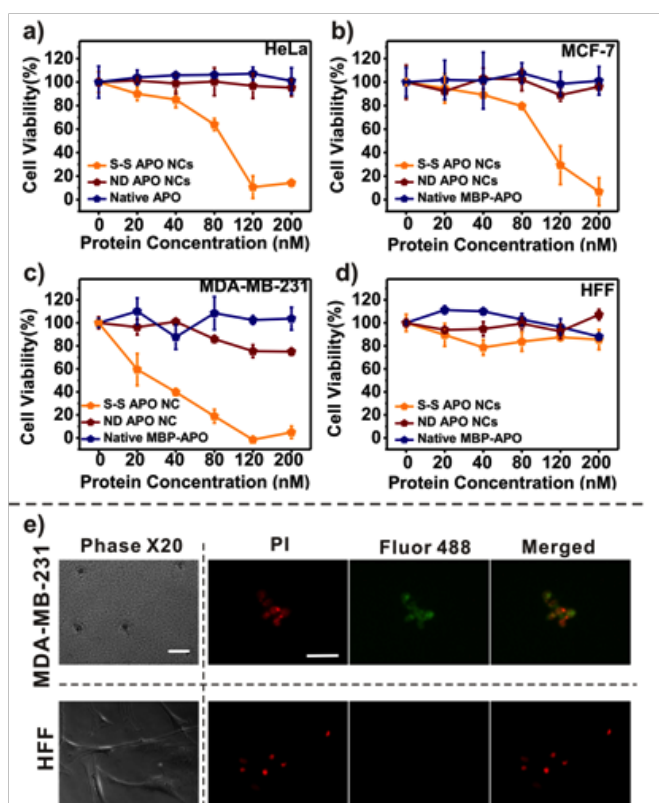 a)
HeLa
Cell Viability(%)
120
100
80
60
40
20
0
S-S APO NCs
ND APO NCs
Native APO
0 20 40 80 120 200
Protein Concentration (nM)
b)
MCF-7
Cell Viability(%)
120
100
80
60
40
20
0
S-S APO NCs
ND APO NCs
Native MBP-APO
0 20 40 80 120 200
Protein Concentration (nM)
c)
MDA-MB-231
Cell Viability(%)
120
100
80
60
40
20
0
S-S APO NC
ND APO NC
Native MBP-APO
0 20 40 80 120 200
Protein Concentration (nM)
d)
HFF
Cell Viability(%)
120
100
80
60
40
20
0
S-S APO NCs
ND APO NCs
Native MBP-APO
0 20 40 80 120 200
Protein Concentration (nM)
e)
Phase X20 PI Fluor 488 Merged
MDA-MB-231
HFF